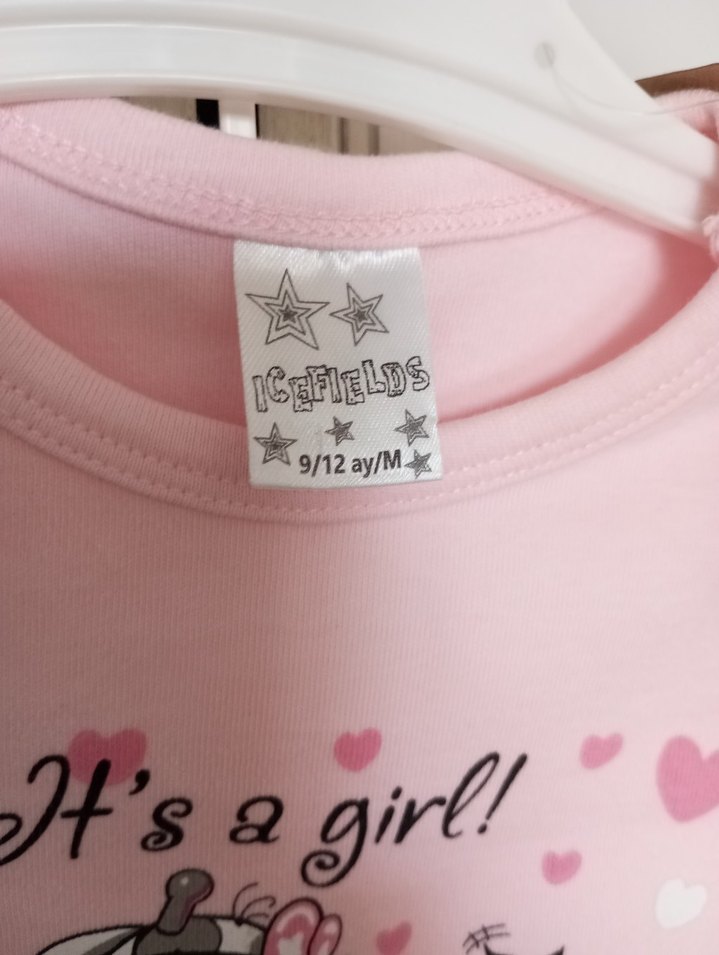 ICEFIELDS
9/12 ay/M
It's a girl!